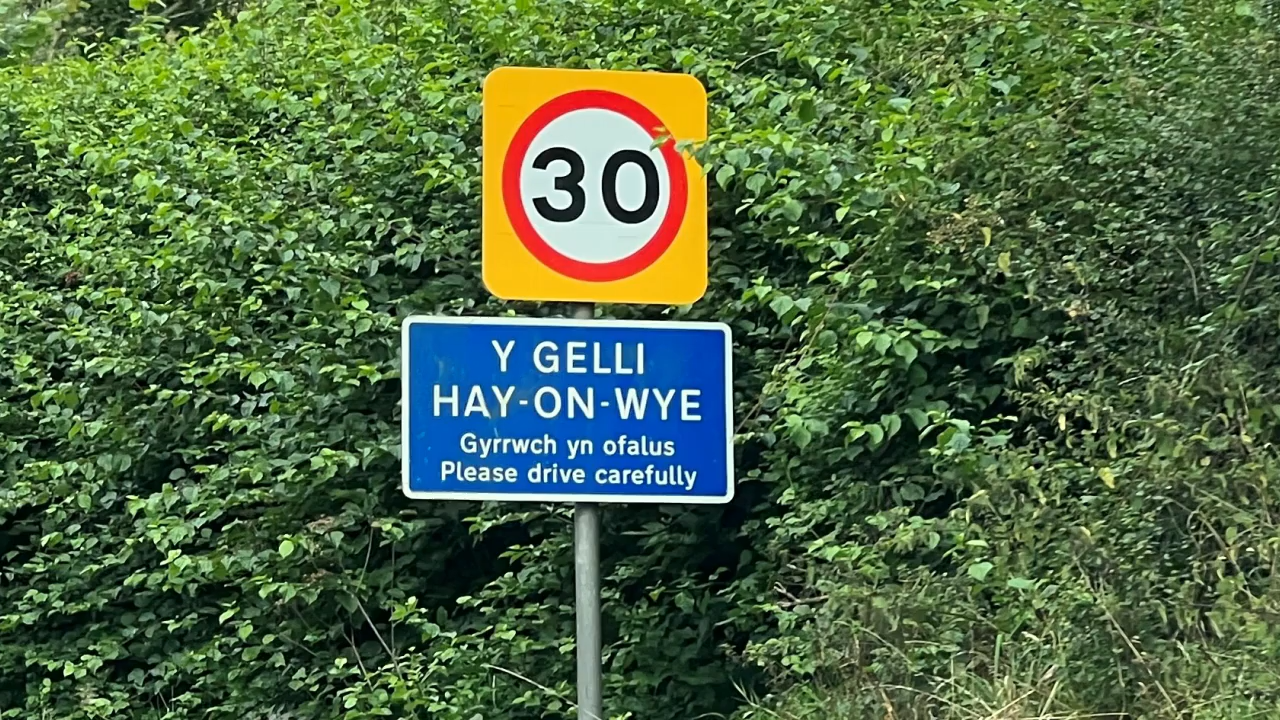 30
Y GELLI
HAY-ON-WYE
Gyrrwch yn ofalus
Please drive carefully